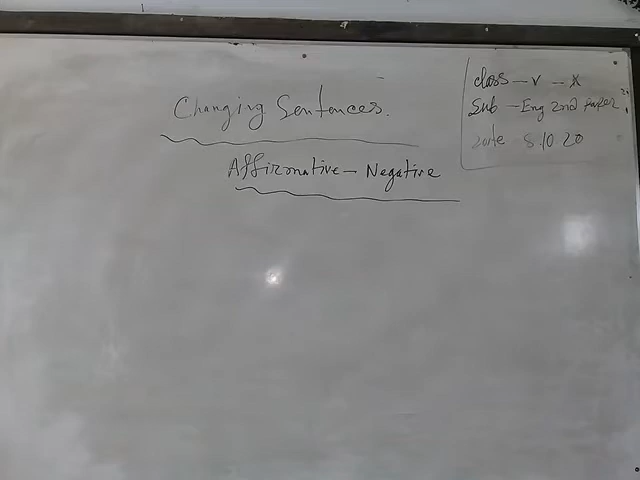 Changing Sentences.
Affirmative - Negative
class - V - X
Sub - Eng 2nd Paper
Date 8.10.20